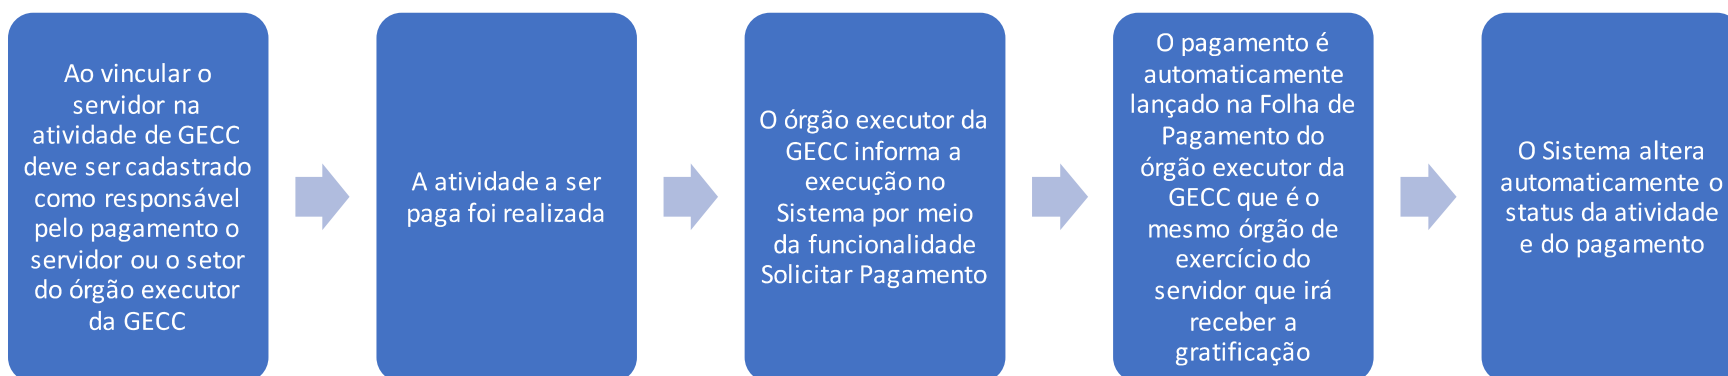 Ao vincular o
servidor na
atividade de GECC
deve ser cadastrado
como responsável
pelo pagamento o
servidor ou o setor
do órgão executor
da GECC
A atividade a ser
paga foi realizada
O órgão executor da
GECC informa a
execução no
Sistema por meio
da funcionalidade
Solicitar Pagamento
O pagamento é
automaticamente
lançado na Folha de
Pagamento do
órgão executor da
GECC que é o
mesmo órgão de
exercício do
servidor que irá
receber a
gratificação
O Sistema altera
automaticamente o
status da atividade
e do pagamento